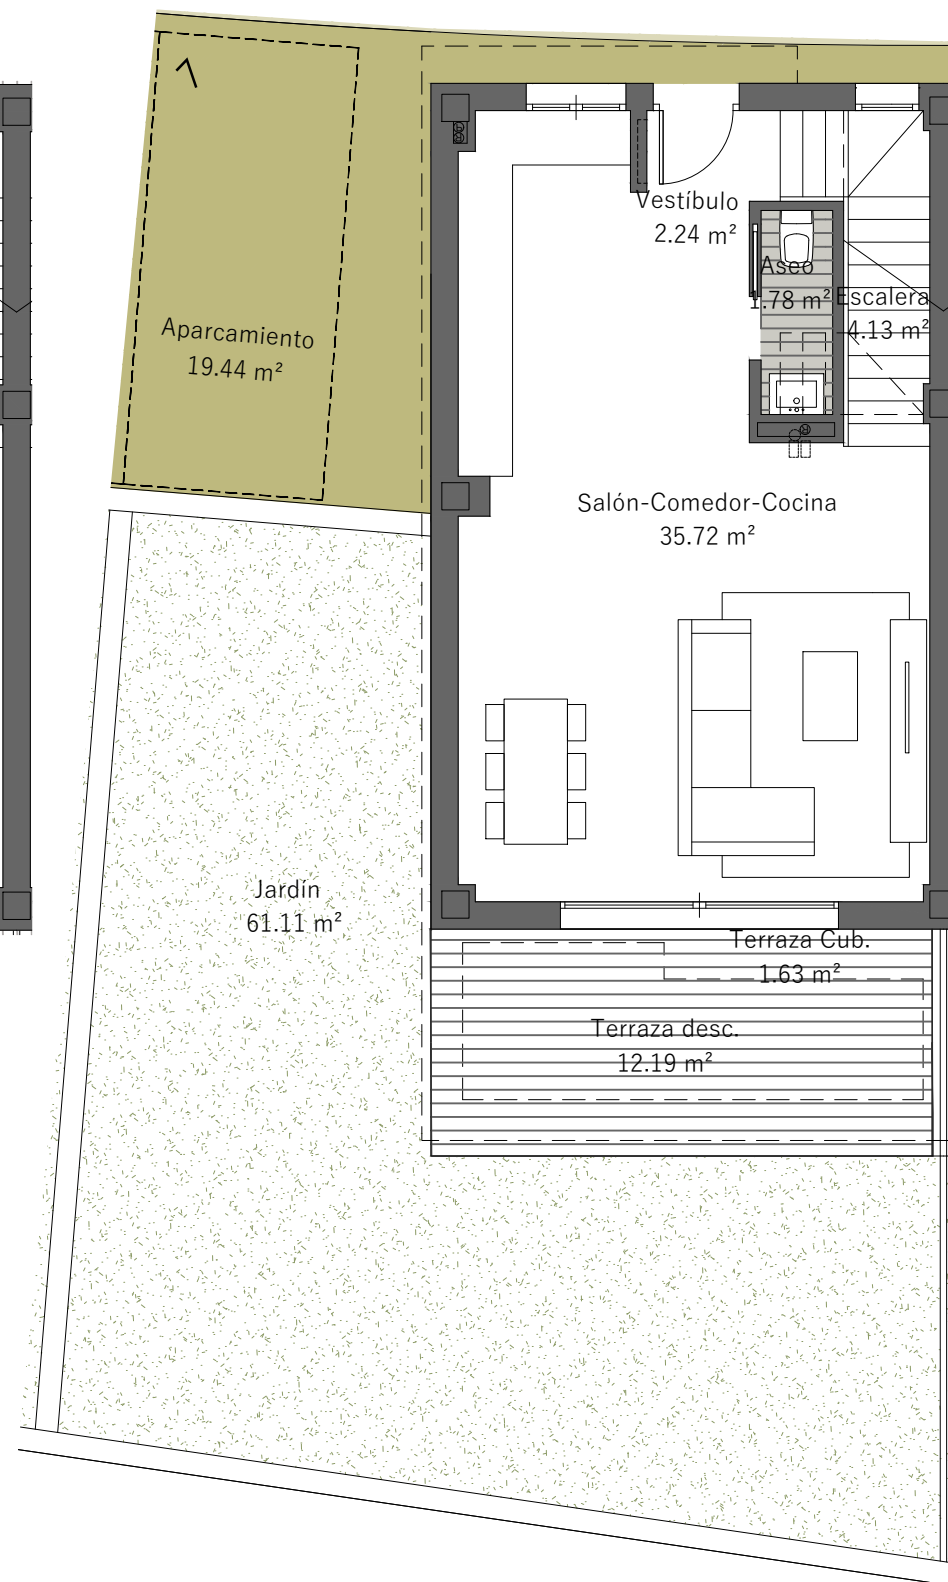 Vestíbulo
2.24 m²
Aseo
1.78 m²
Escalera
4.13 m²
Aparcamiento
19.44 m²
Salón-Comedor-Cocina
35.72 m²
Jardín
61.11 m²
Terraza Cub.
1.63 m²
Terraza desc.
12.19 m²